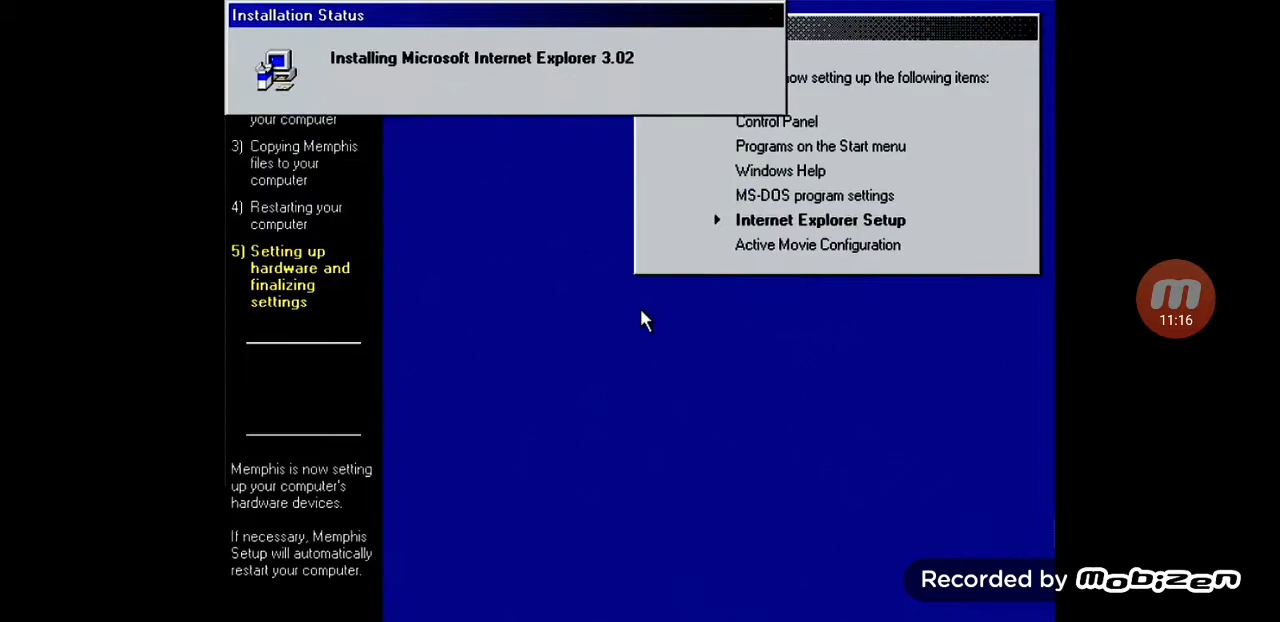 Installation Status
Installing Microsoft Internet Explorer 3.02
now setting up the following items:
Control Panel
Programs on the Start menu
Windows Help
MS-DOS program settings
Internet Explorer Setup
Active Movie Configuration
your computer
3) Copying Memphis
files to your
computer
4) Restarting your
computer
5) Setting up
hardware and
finalizing
settings
Memphis is now setting
up your computer's
hardware devices.
If necessary, Memphis
Setup will automatically
restart your computer.
11:16
Recorded by mobizen